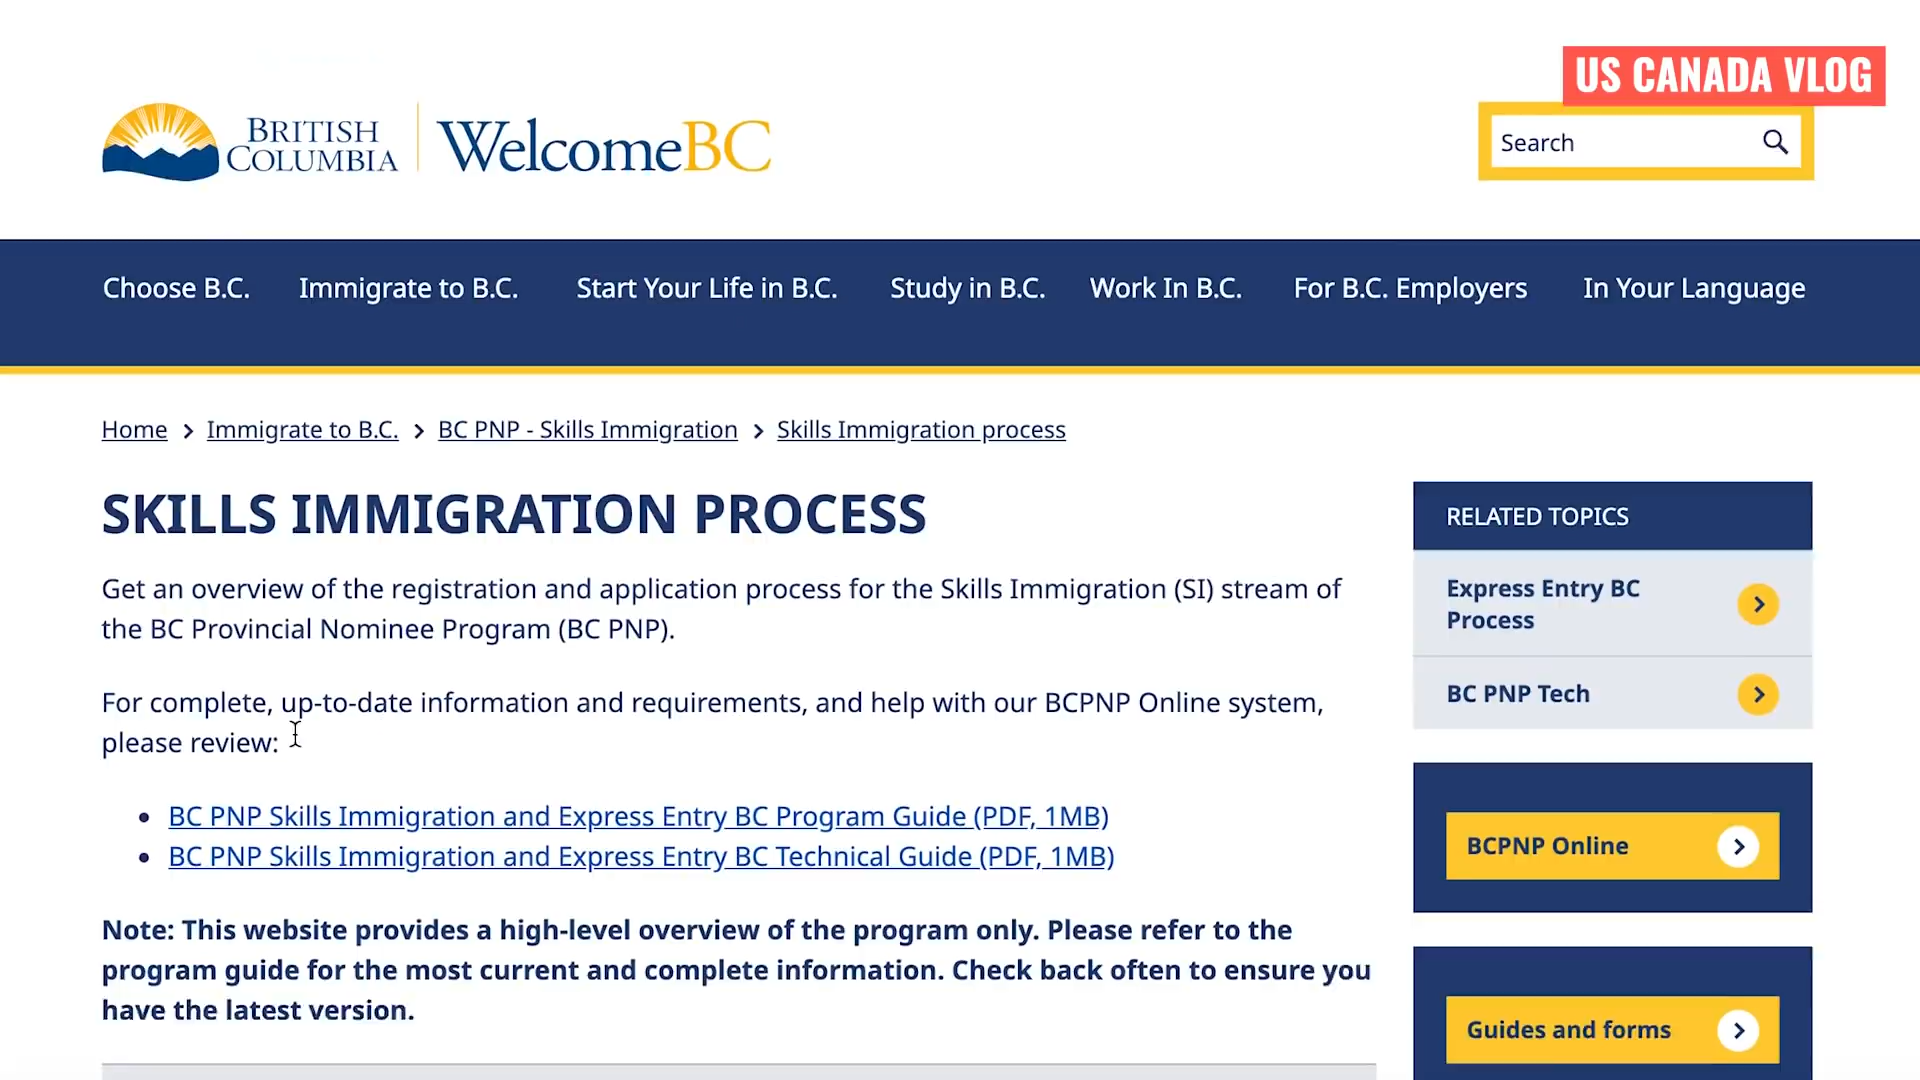 US CANADA VLOG
BRITISH
COLUMBIA
WelcomeBC
Search
Choose B.C. Immigrate to B.C. Start Your Life in B.C. Study in B.C. Work In B.C. For B.C. Employers In Your Language
Home > Immigrate to B.C. > BC PNP - Skills Immigration > Skills Immigration process
SKILLS IMMIGRATION PROCESS
Get an overview of the registration and application process for the Skills Immigration (SI) stream of
the BC Provincial Nominee Program (BC PNP).
For complete, up-to-date information and requirements, and help with our BCPNP Online system,
please review:
• BC PNP Skills Immigration and Express Entry BC Program Guide (PDF, 1MB)
• BC PNP Skills Immigration and Express Entry BC Technical Guide (PDF, 1MB)
Note: This website provides a high-level overview of the program only. Please refer to the
program guide for the most current and complete information. Check back often to ensure you
have the latest version.
RELATED TOPICS
Express Entry BC
Process
BC PNP Tech
BCPNP Online
Guides and forms